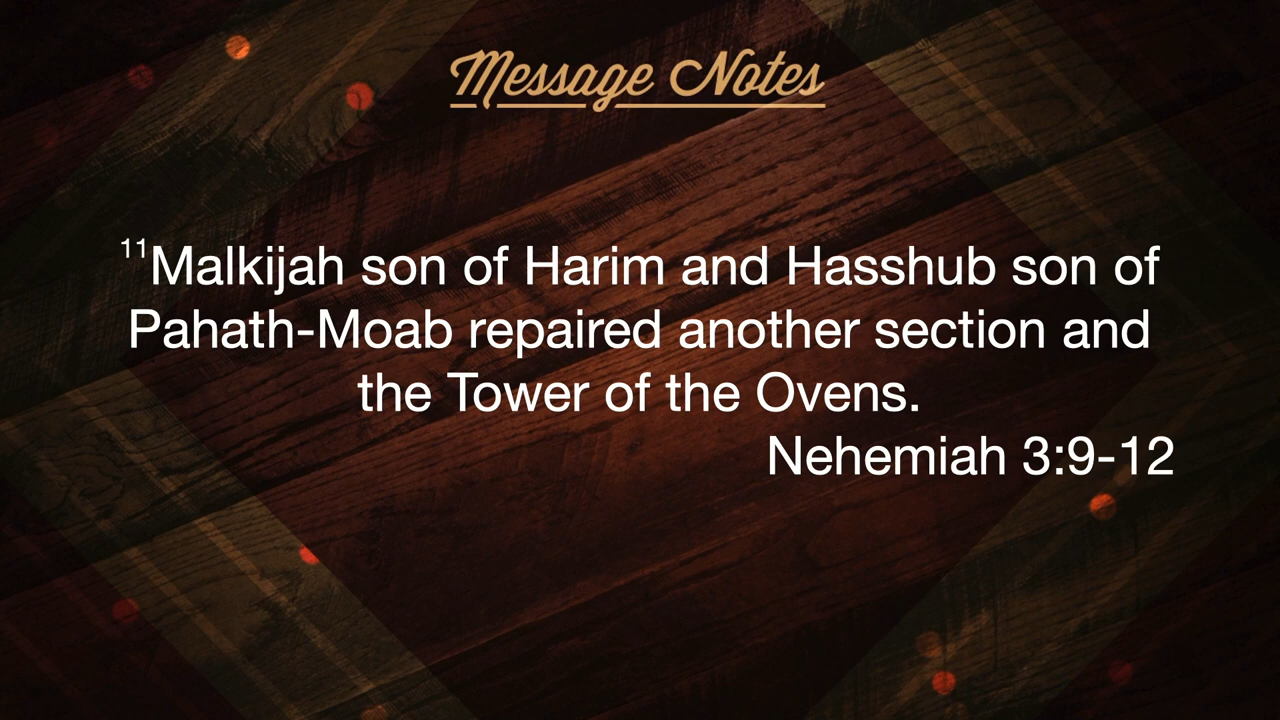 Message Notes
¹¹Malkijah son of Harim and Hasshub son of
Pahath-Moab repaired another section and
the Tower of the Ovens.
Nehemiah 3:9-12